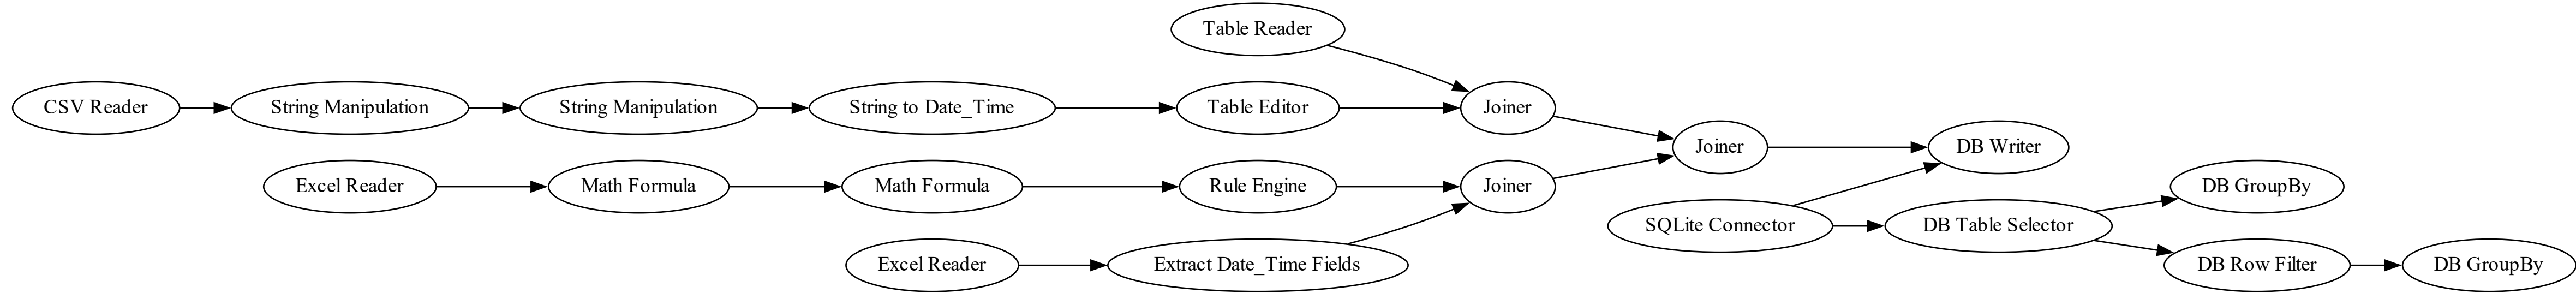 Table Reader
CSV Reader
String Manipulation
String Manipulation
String to Date_Time
Table Editor
Joiner
Joiner
DB Writer
Excel Reader
Math Formula
Math Formula
Rule Engine
Joiner
DB GroupBy
SQLite Connector
DB Table Selector
Excel Reader
Extract Date_Time Fields
DB Row Filter
DB GroupBy